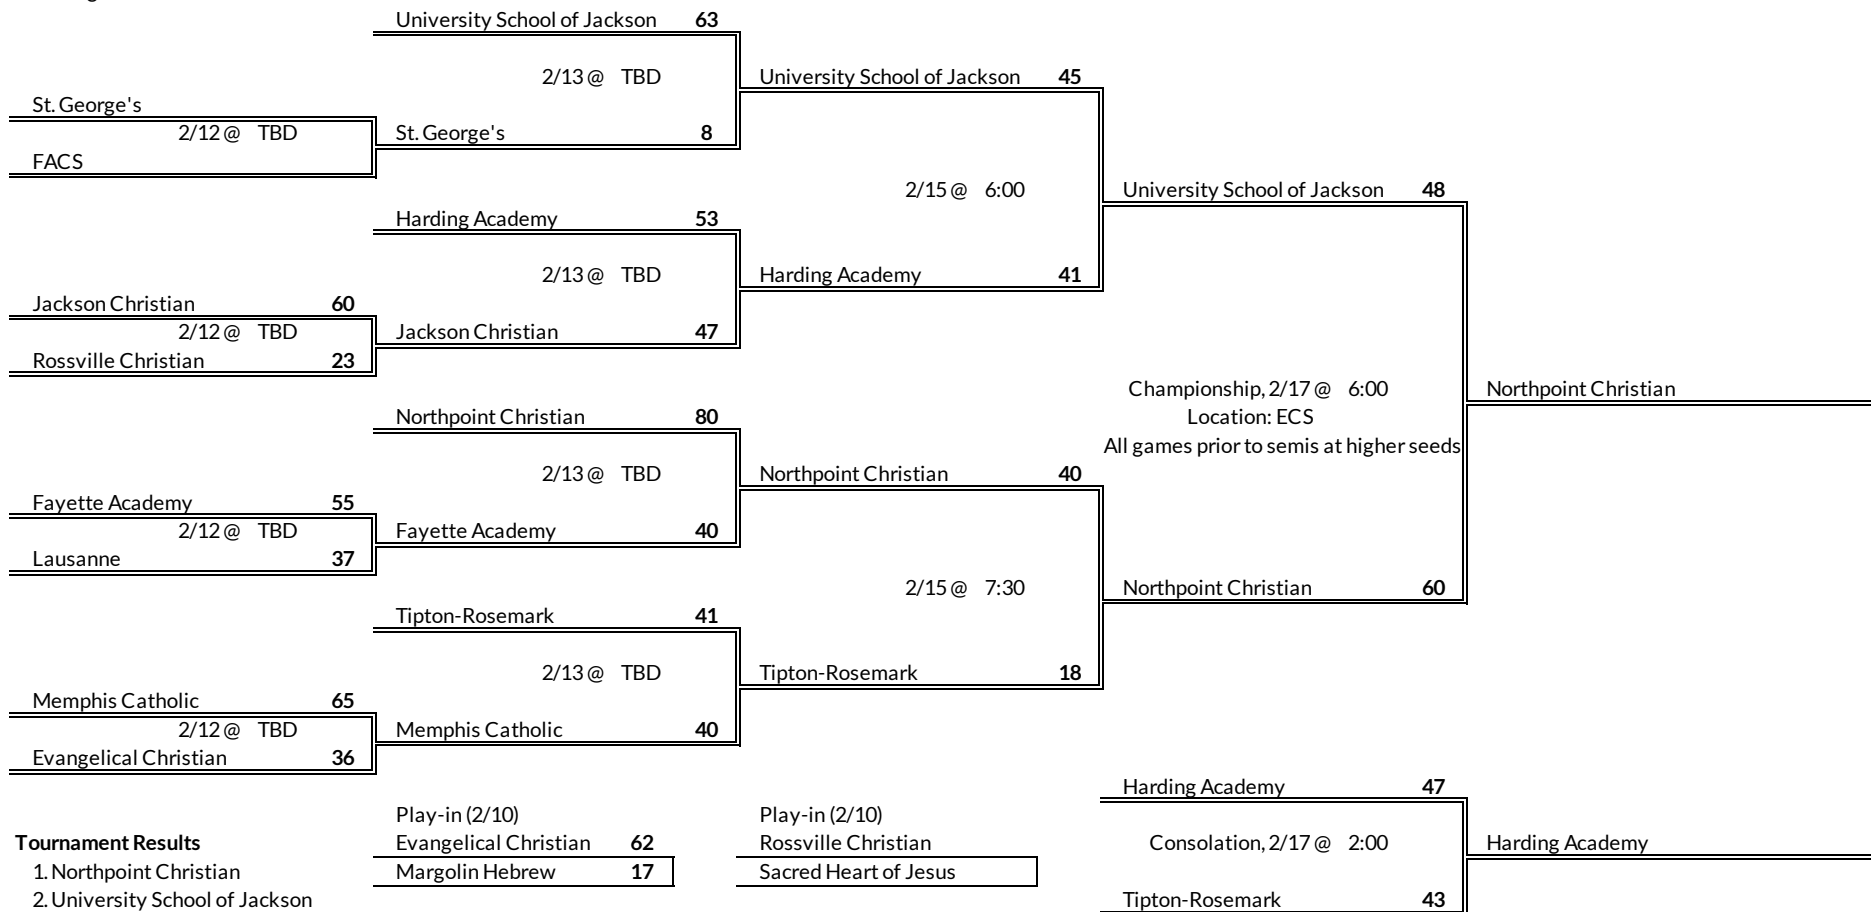 University School of Jackson 63
2/13 @ TBD
University School of Jackson 45
St. George's
2/12 @ TBD
St. George's 8
FACS
2/15 @ 6:00
University School of Jackson 48
Harding Academy 53
2/13 @ TBD
Harding Academy 41
Jackson Christian 60
2/12 @ TBD
Jackson Christian 47
Rossville Christian 23
Championship, 2/17 @ 6:00
Northpoint Christian
Northpoint Christian 80
Location: ECS
All games prior to semis at higher seeds
2/13 @ TBD
Northpoint Christian 40
Fayette Academy 55
2/12 @ TBD
Fayette Academy 40
Lausanne 37
2/15 @ 7:30
Northpoint Christian 60
Tipton-Rosemark 41
2/13 @ TBD
Tipton-Rosemark 18
Memphis Catholic 65
2/12 @ TBD
Memphis Catholic 40
Evangelical Christian 36
Harding Academy 47
Play-in (2/10)
Play-in (2/10)
Tournament Results
Evangelical Christian 62
Rossville Christian
Consolation, 2/17 @ 2:00
Harding Academy
1. Northpoint Christian
Margolin Hebrew 17
Sacred Heart of Jesus
2. University School of Jackson
Tipton-Rosemark 43